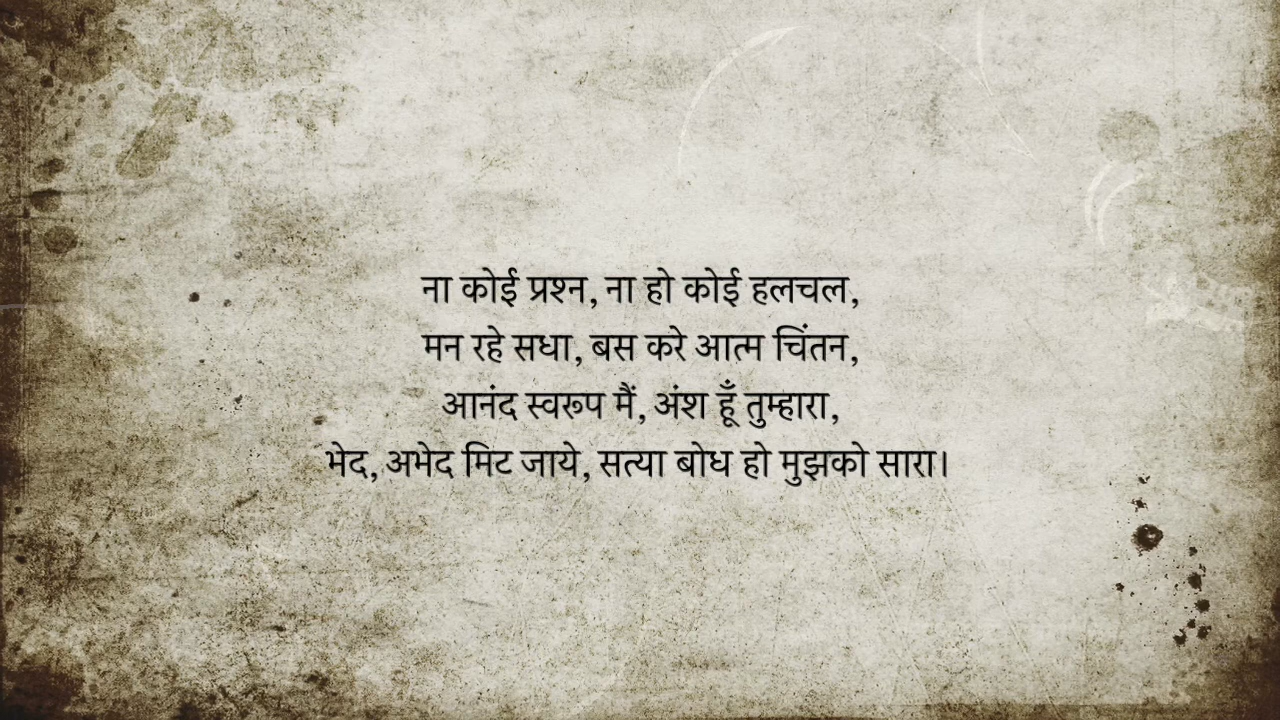 ना कोई प्रश्न, ना हो कोई हलचल,
मन रहे सधा, बस करे आत्म चिंतन,
आनंद स्वरूप मैं, अंश हूँ तुम्हारा,
भेद, अभेद मिट जाये, सत्या बोध हो मुझको सारा।